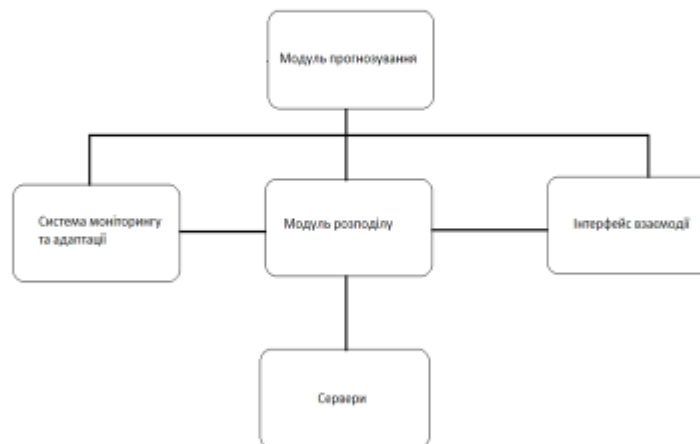 Модуль прогнозування
Система моніторингу
та адаптації
Модуль розподілу
Інтерфейс взаємодії
Сервери